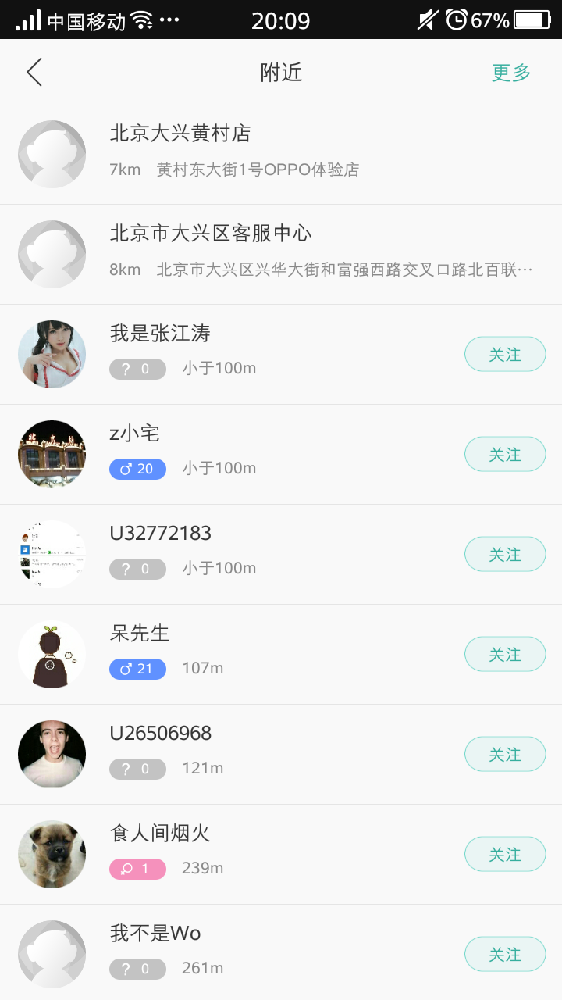 中国移动 ··· 20:09 67%
附近 更多
北京大兴黄村店
7km 黄村东大街1号OPPO体验店
北京市大兴区客服中心
8km 北京市大兴区兴华大街和富强西路交叉口路北百联···
我是张江涛
? 0 小于100m 关注
z小宅
♂ 20 小于100m 关注
U32772183
? 0 小于100m 关注
呆先生
♂ 21 107m 关注
U26506968
? 0 121m 关注
食人间烟火
♀ 1 239m 关注
我不是Wo
? 0 261m 关注